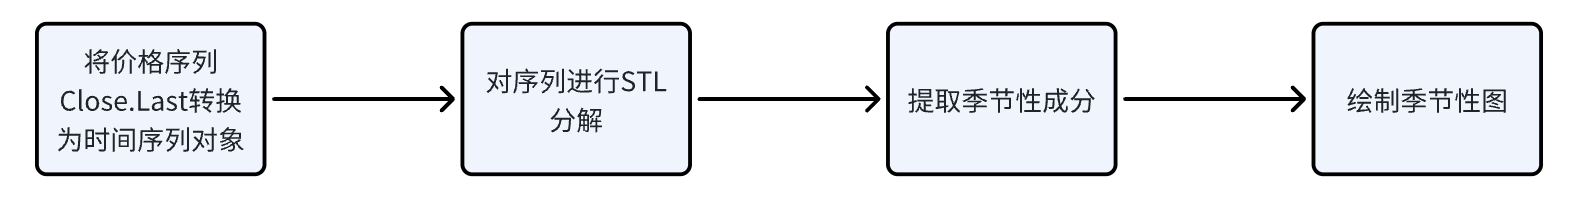 将价格序列
Close.Last转换
为时间序列对象
对序列进行STL
分解
提取季节性成分
绘制季节性图